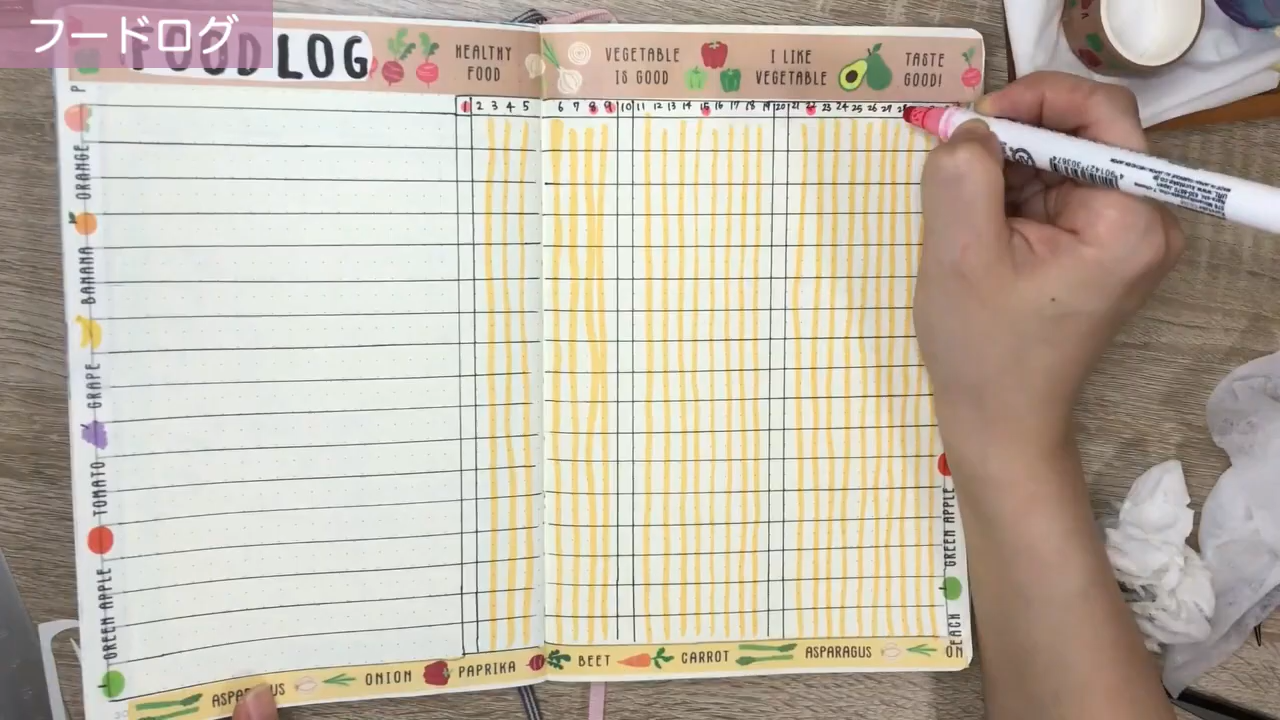 フードログ
FOOD LOG
HEALTHY
FOOD
VEGETABLE
IS GOOD
I LIKE
VEGETABLE
TASTE
GOOD!
1 2 3 4 5 6 7 8 9 10 11 12 13 14 15 16 17 18 19 20 21 22 23 24 25 26 27 28
P
ORANGE
BANANA
GRAPE
TOMATO
GREEN APPLE
ASPARAGUS
ONION
PAPRIKA
BEET
CARROT
ASPARAGUS
ON
GREEN APPLE
EACH